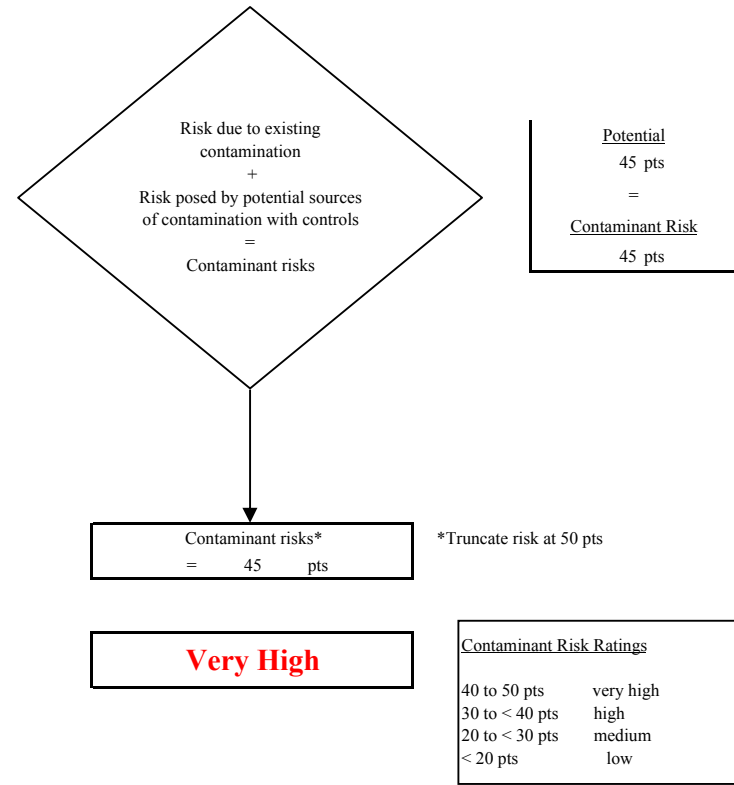 Risk due to existing
contamination
+
Risk posed by potential sources
of contamination with controls
=
Contaminant risks
Potential
45 pts
=
Contaminant Risk
45 pts
Contaminant risks*
= 45 pts
*Truncate risk at 50 pts
Very High
Contaminant Risk Ratings
40 to 50 pts very high
30 to < 40 pts high
20 to < 30 pts medium
< 20 pts low